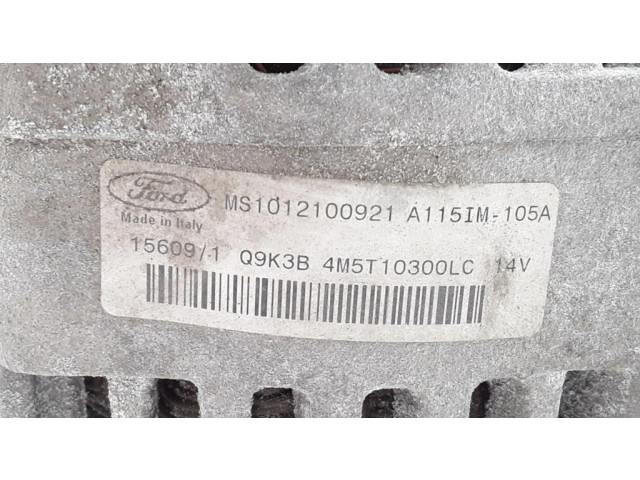 Ford
Made in Italy
MS1012100921 A115IM-105A
15609/1 Q9K3B 4M5T10300LC 14V